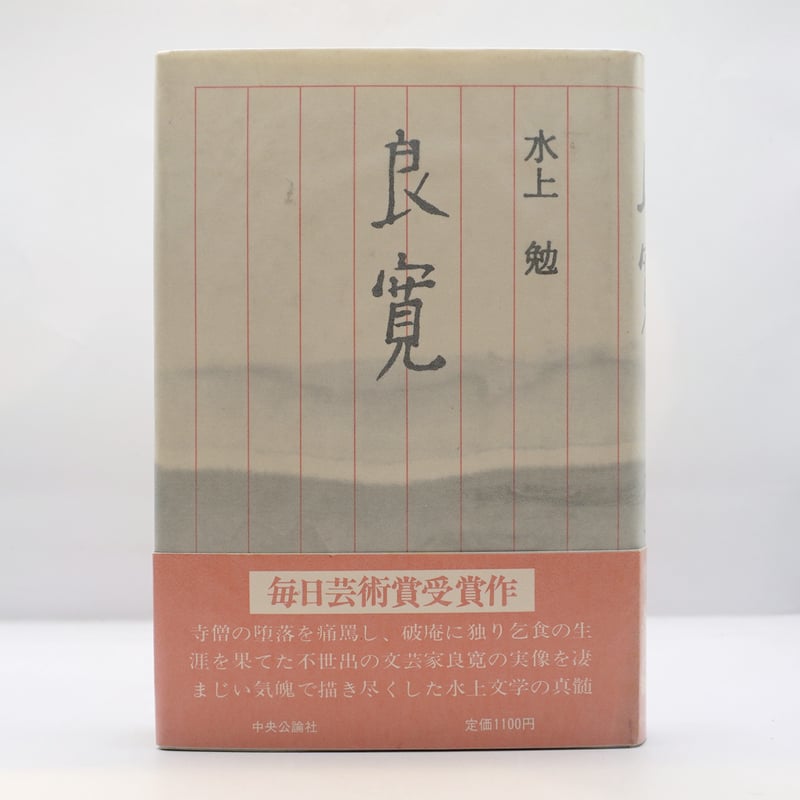 水上 勉
良寛
毎日芸術賞受賞作
寺僧の堕落を痛罵し、破庵に独り乞食の生
涯を果てた不世出の文芸家良寛の実像を凄
まじい気魄で描き尽くした水上文学の真髄
中央公論社
定価1100円